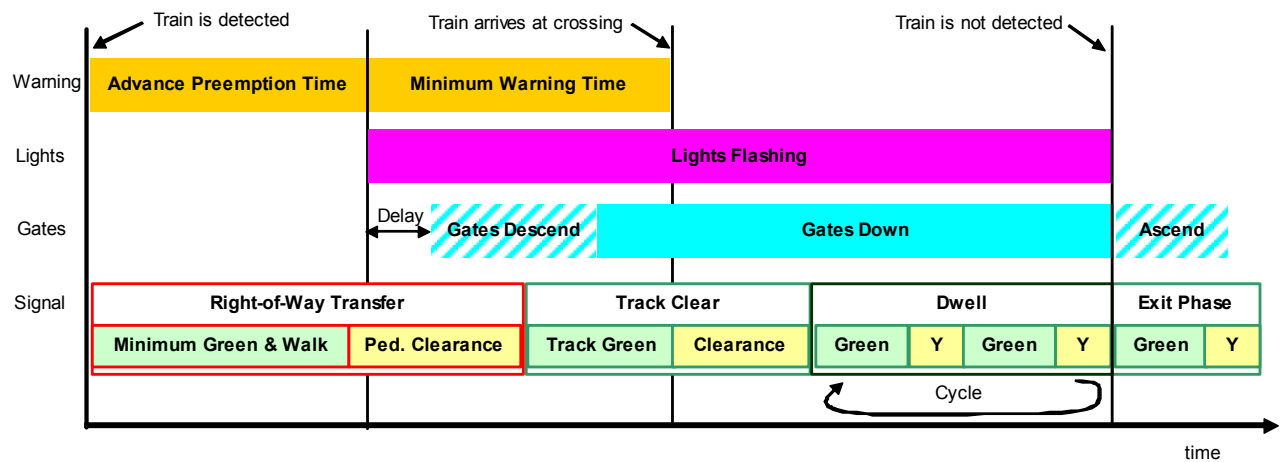 Train is detected
Train arrives at crossing
Train is not detected
Warning
Advance Preemption Time
Minimum Warning Time
Lights
Lights Flashing
Gates
Delay
Gates Descend
Gates Down
Ascend
Signal
Right-of-Way Transfer
Track Clear
Dwell
Exit Phase
Minimum Green & Walk
Ped. Clearance
Track Green
Clearance
Green
Y
Green
Y
Green
Y
Cycle
time